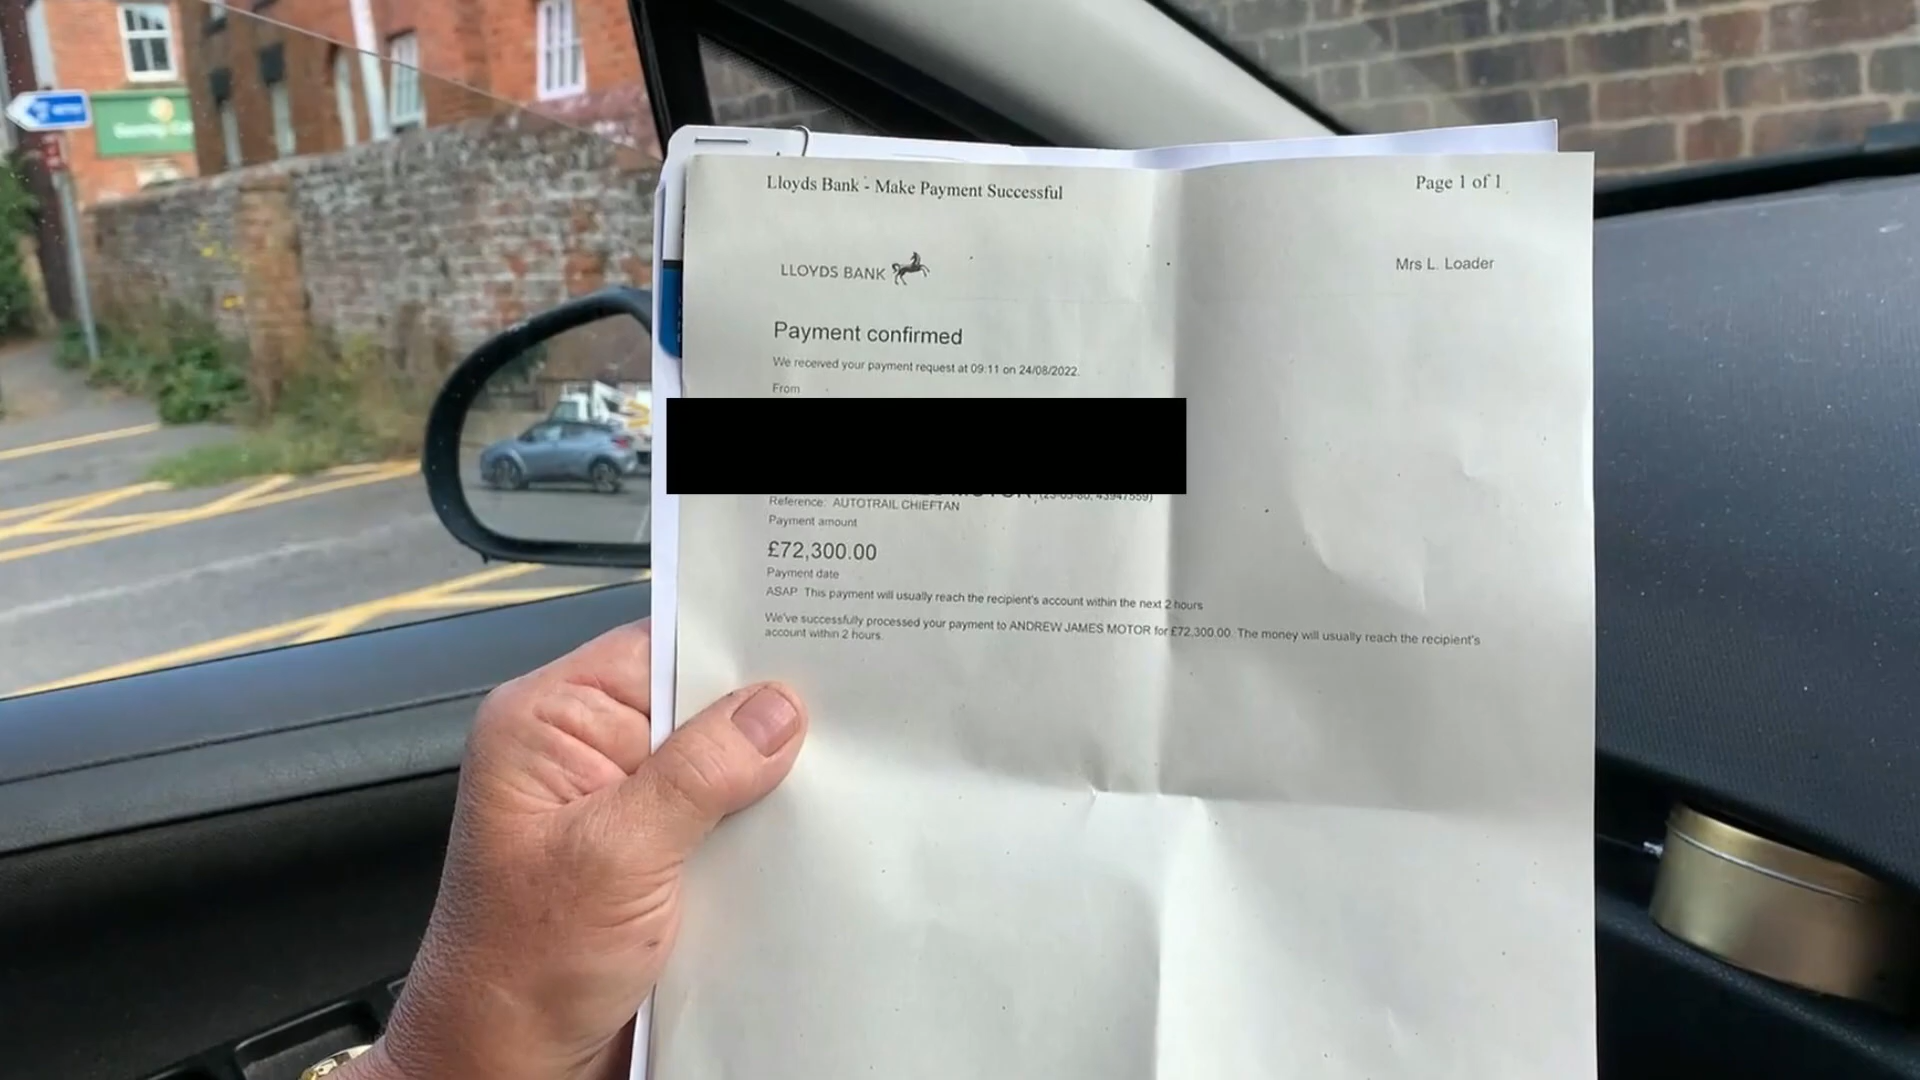 Lloyds Bank - Make Payment Successful
Page 1 of 1
LLOYDS BANK
Mrs L. Loader
Payment confirmed
We received your payment request at 09:11 on 24/08/2022.
From
Reference: AUTOTRAIL CHIEFTAN
Payment amount
£72,300.00
Payment date
ASAP This payment will usually reach the recipient's account within the next 2 hours
We've successfully processed your payment to ANDREW JAMES MOTOR for £72,300.00. The money will usually reach the recipient's
account within 2 hours.